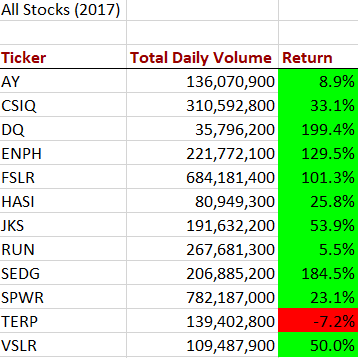 All Stocks (2017)
Ticker Total Daily Volume Return
AY 136,070,900 8.9%
CSIQ 310,592,800 33.1%
DQ 35,796,200 199.4%
ENPH 221,772,100 129.5%
FSLR 684,181,400 101.3%
HASI 80,949,300 25.8%
JKS 191,632,200 53.9%
RUN 267,681,300 5.5%
SEDG 206,885,200 184.5%
SPWR 782,187,000 23.1%
TERP 139,402,800 -7.2%
VSLR 109,487,900 50.0%